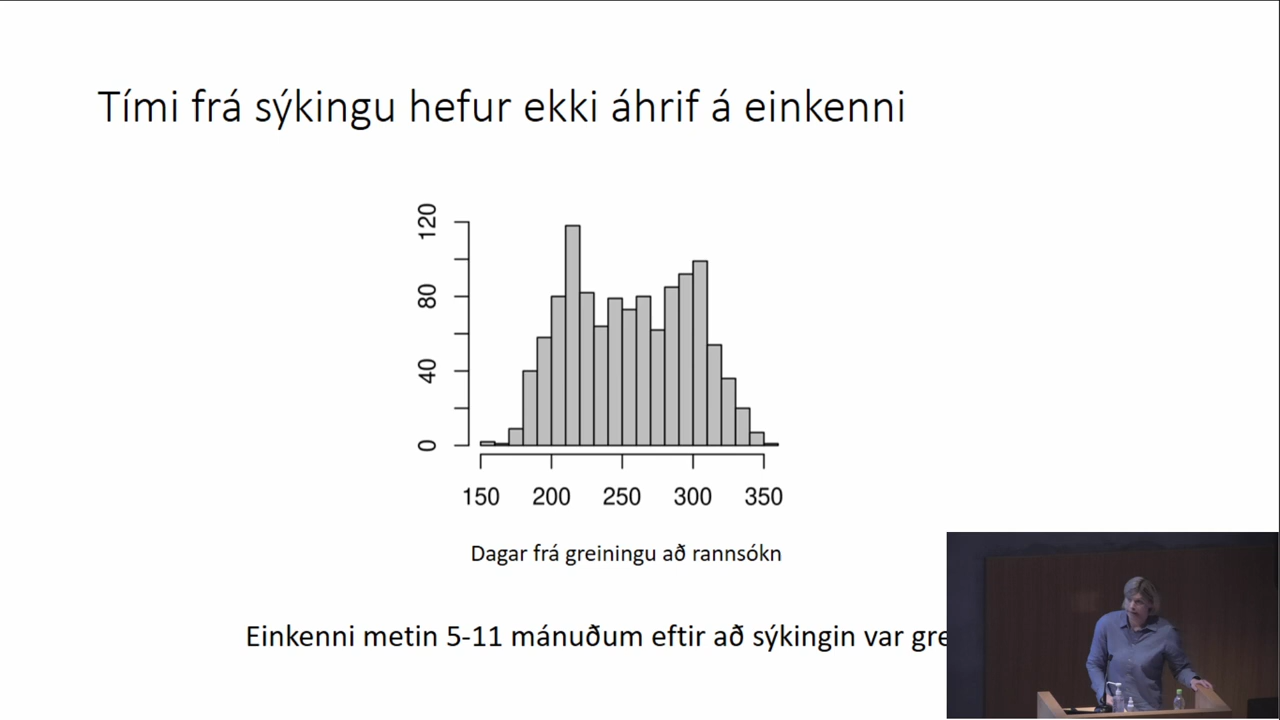 Tími frá sýkingu hefur ekki áhrif á einkenni
120
80
40
0
150 200 250 300 350
Dagar frá greiningu að rannsókn
Einkenni metin 5-11 mánuðum eftir að sýkingin var gre